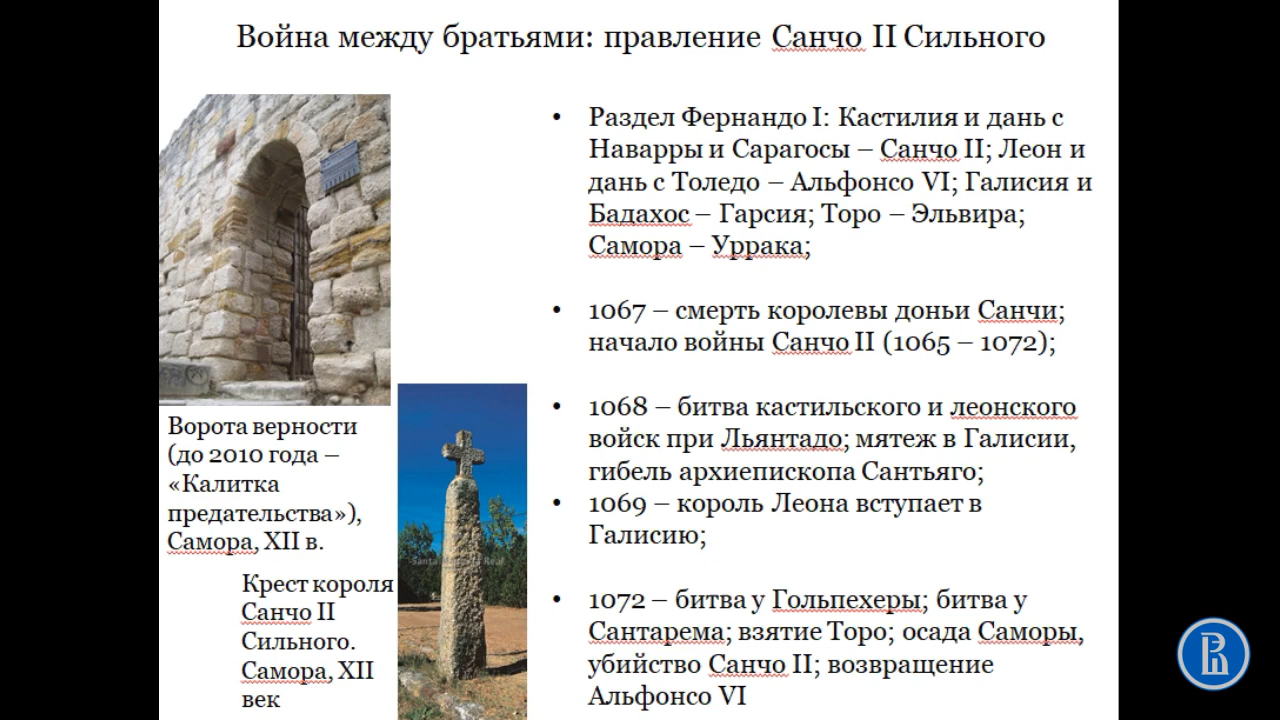 Война между братьями: правление Санчо II Сильного
• Раздел Фернандо I: Кастилия и дань с
Наварры и Сарагосы – Санчо II; Леон и
дань с Толедо – Альфонсо VI; Галисия и
Бадахос – Гарсия; Торо – Эльвира;
Самора – Уррака;
• 1067 – смерть королевы доньи Санчи;
начало войны Санчо II (1065 – 1072);
• 1068 – битва кастильского и леонского
войск при Льянтадо; мятеж в Галисии,
гибель архиепископа Сантьяго;
• 1069 – король Леона вступает в
Галисию;
• 1072 – битва у Гольпехеры; битва у
Сантарема; взятие Торо; осада Саморы,
убийство Санчо II; возвращение
Альфонсо VI
Ворота верности
(до 2010 года –
«Калитка
предательства»),
Самора, XII в.
Крест короля
Санчо II
Сильного.
Самора, XII
век